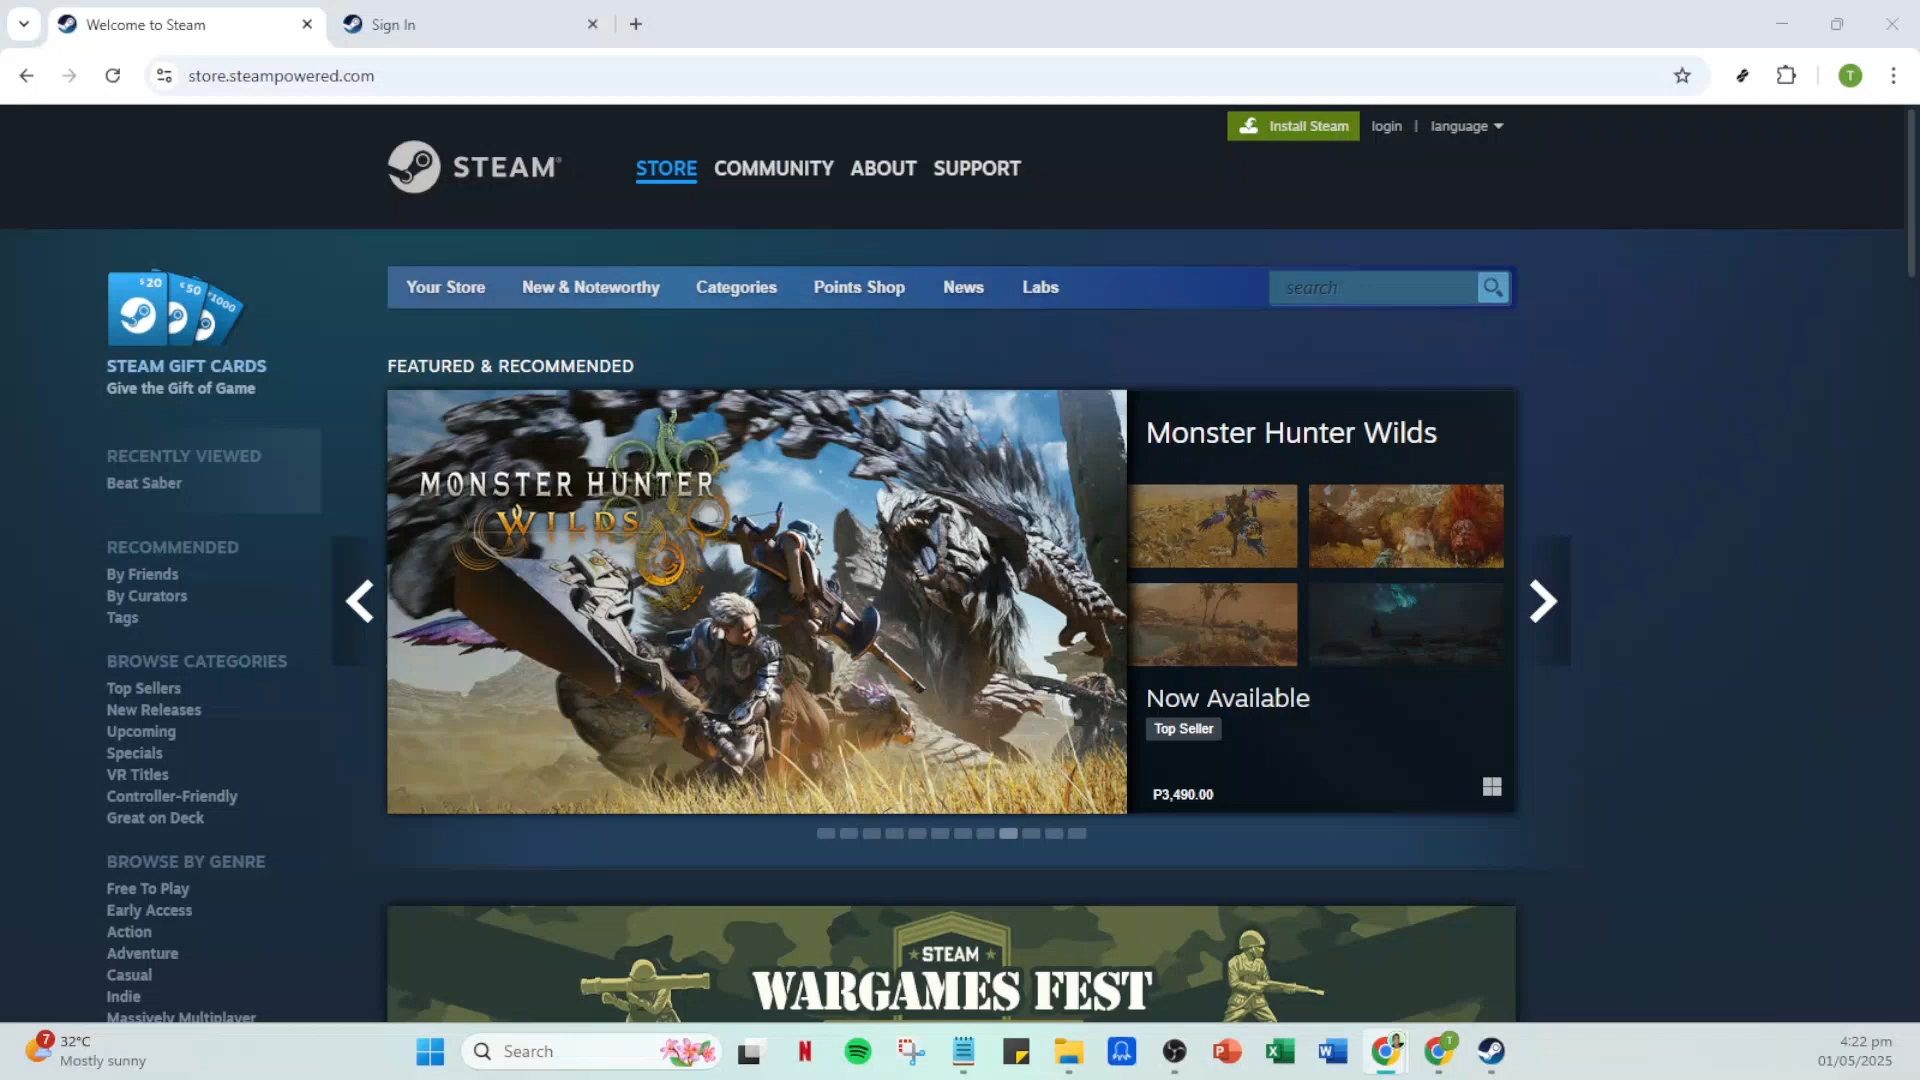 Welcome to Steam
Sign In
store.steampowered.com
T
Install Steam
login | language
STEAM®
STORE COMMUNITY ABOUT SUPPORT
$20 €50 $1000
STEAM GIFT CARDS
Give the Gift of Game
Your Store New & Noteworthy Categories Points Shop News Labs
search
FEATURED & RECOMMENDED
RECENTLY VIEWED
Beat Saber
RECOMMENDED
By Friends
By Curators
Tags
BROWSE CATEGORIES
Top Sellers
New Releases
Upcoming
Specials
VR Titles
Controller-Friendly
Great on Deck
BROWSE BY GENRE
Free To Play
Early Access
Action
Adventure
Casual
Indie
Massively Multiplayer
MONSTER HUNTER
WILDS
Monster Hunter Wilds
Now Available
Top Seller
P3,490.00
STEAM
WARGAMES FEST
7
32°C
Mostly sunny
Search
N
P
X
W
T
4:22 pm
01/05/2025